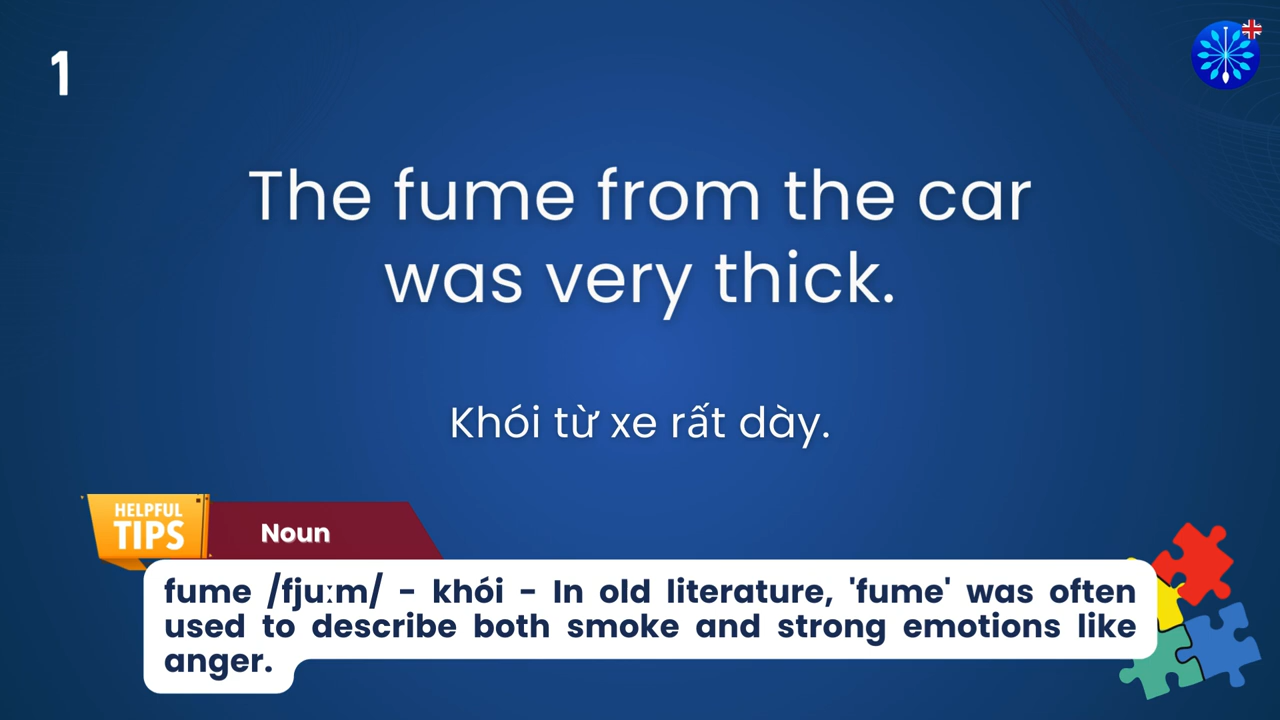 1
The fume from the car
was very thick.
Khói từ xe rất dày.
HELPFUL
TIPS
Noun
fume /fjuːm/ - khói - In old literature, 'fume' was often
used to describe both smoke and strong emotions like
anger.